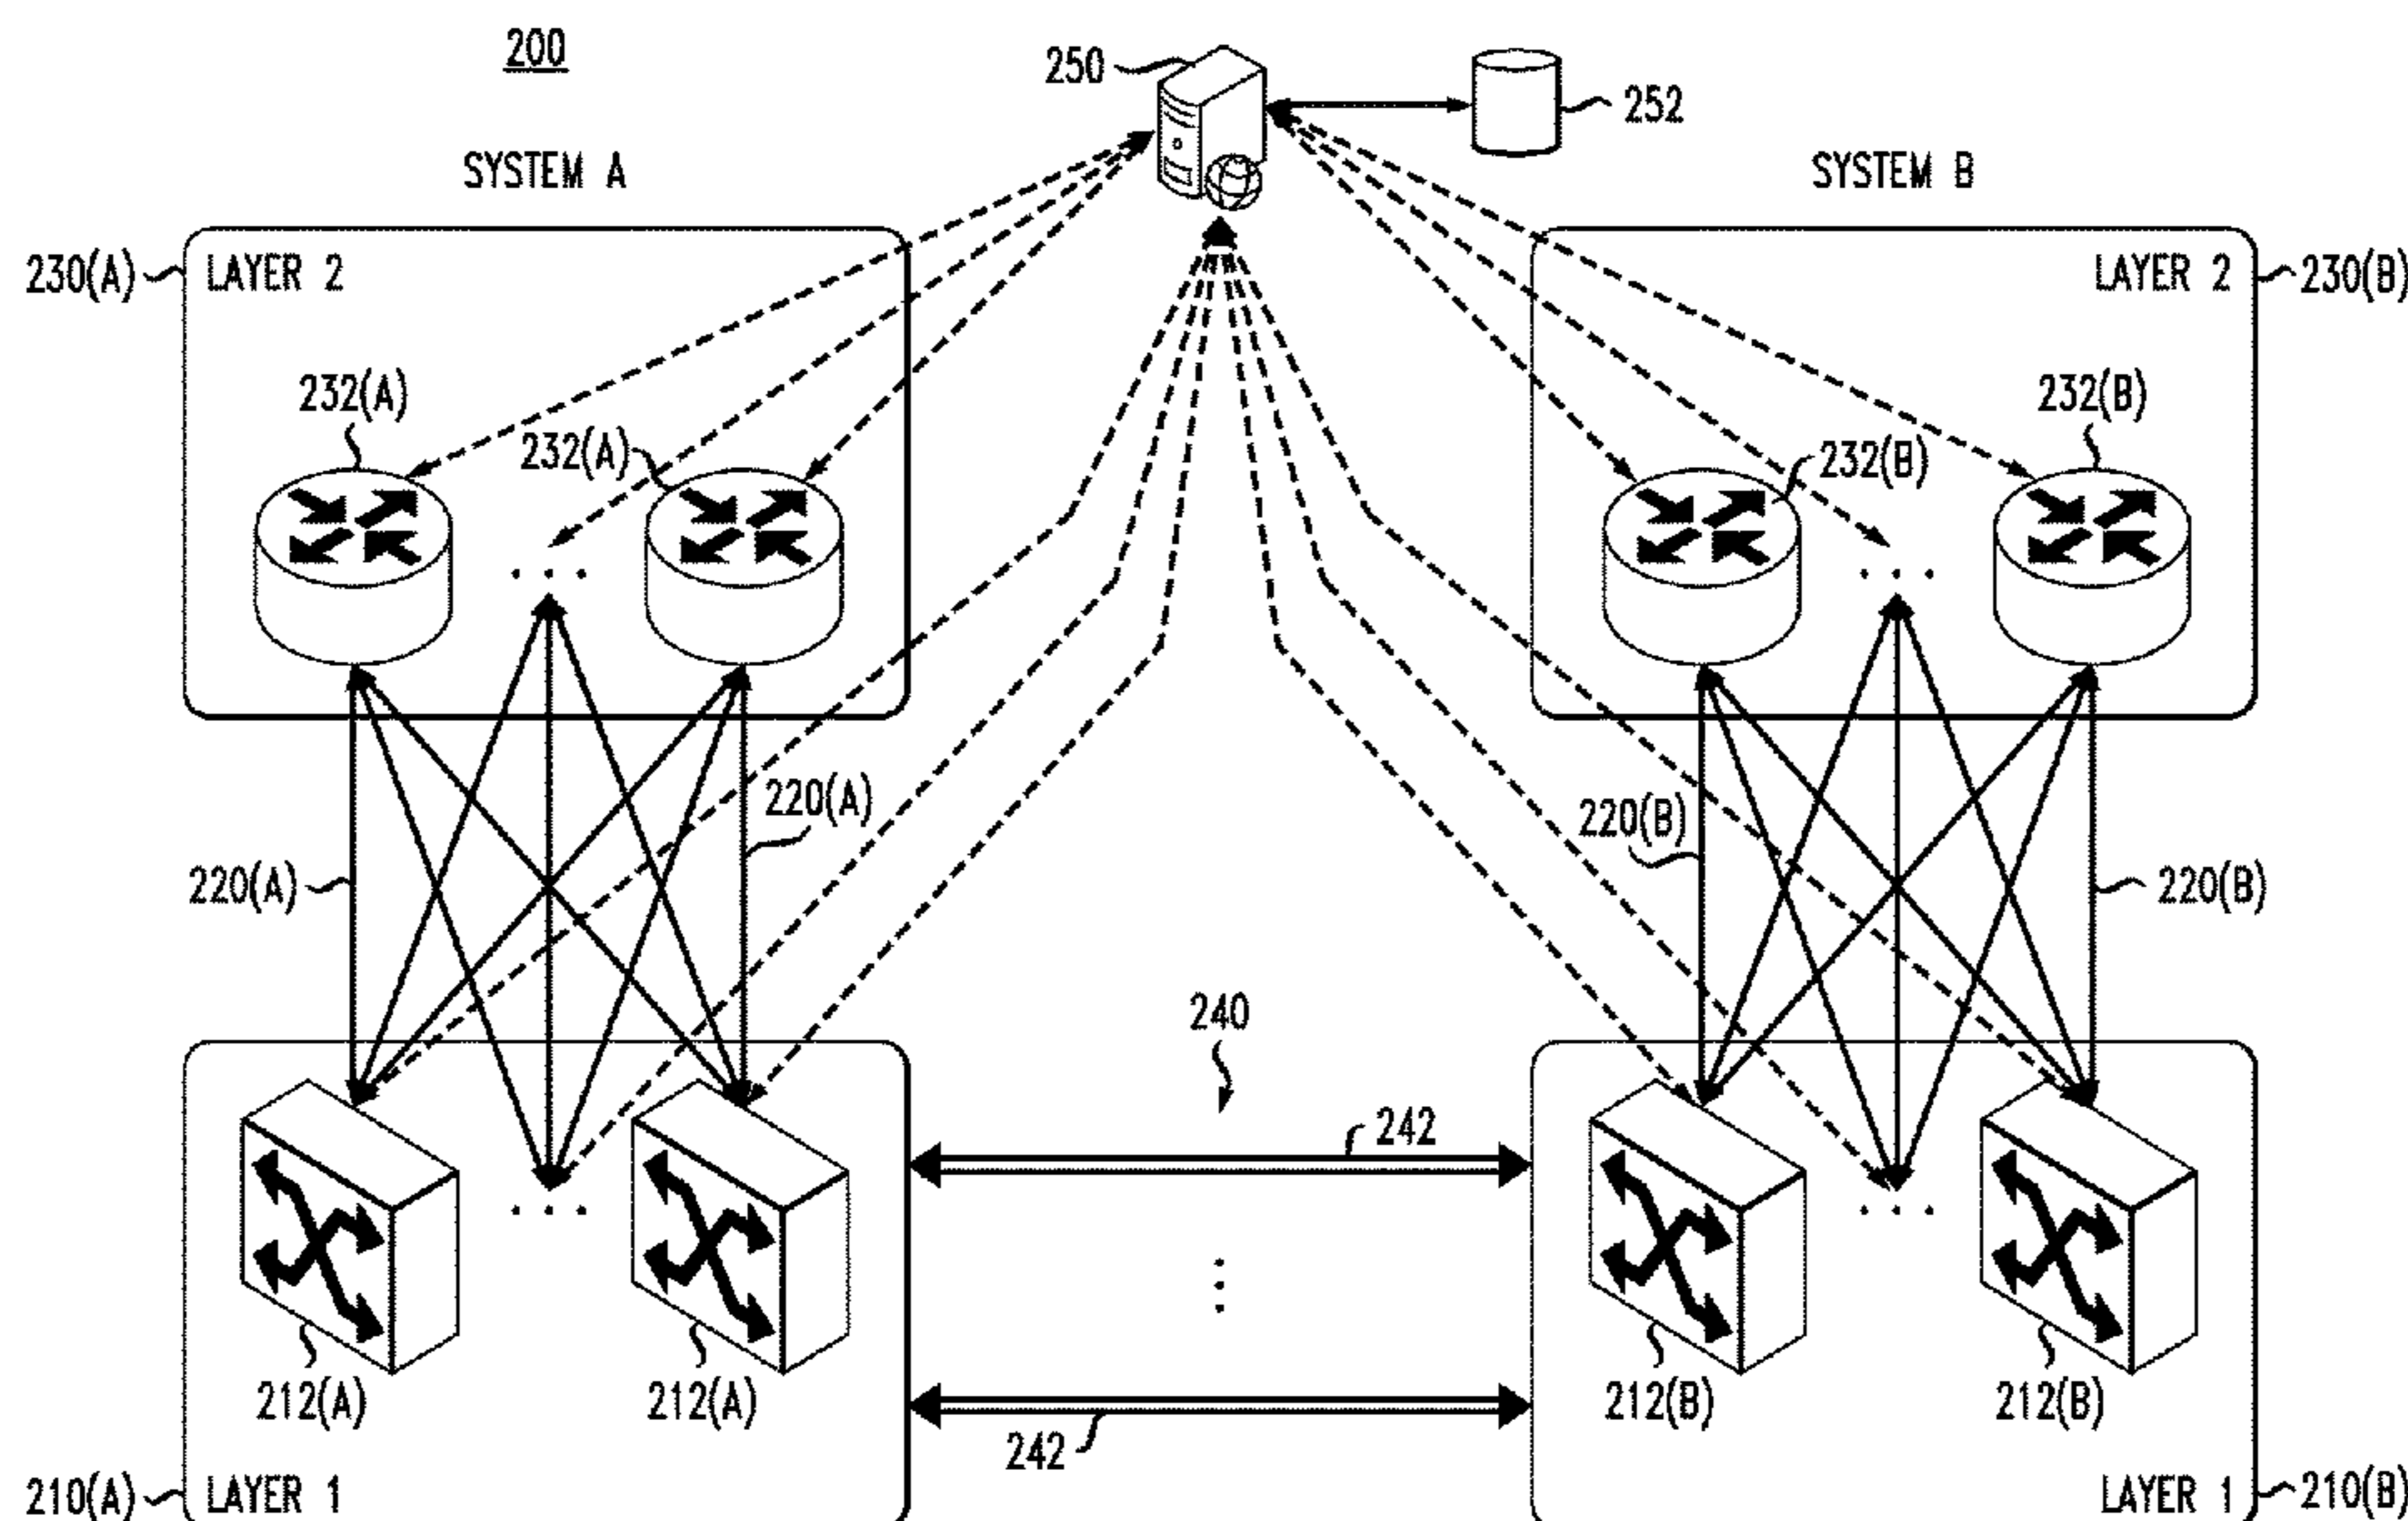 200
250
252
SYSTEM A
SYSTEM B
230(A)
LAYER 2
LAYER 2
230(B)
232(A)
232(A)
232(B)
232(B)
220(A)
220(A)
220(B)
220(B)
240
242
212(A)
212(A)
212(B)
212(B)
242
210(A)
LAYER 1
LAYER 1
210(B)